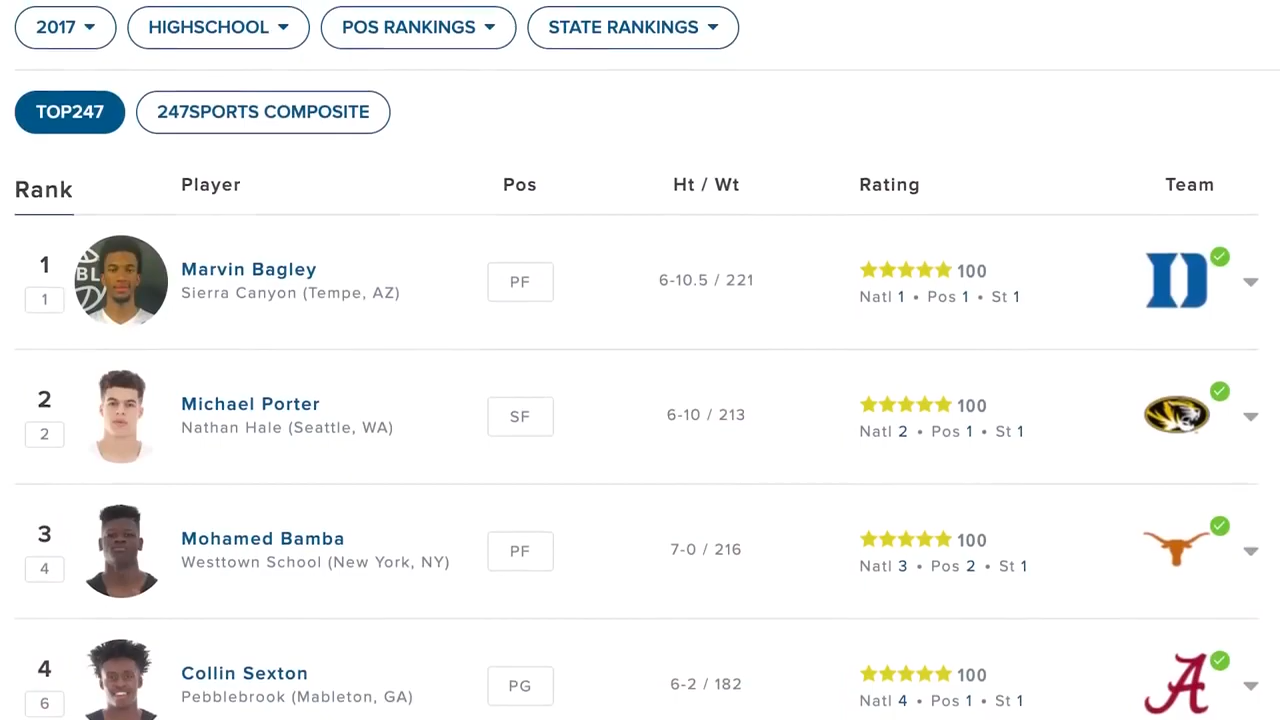 2017 HIGHSCHOOL POS RANKINGS STATE RANKINGS
TOP247 247SPORTS COMPOSITE
Rank Player Pos Ht / Wt Rating Team
1 Marvin Bagley PF 6-10.5 / 221 100
1 Sierra Canyon (Tempe, AZ) Natl 1 • Pos 1 • St 1
BL
2 Michael Porter SF 6-10 / 213 100
2 Nathan Hale (Seattle, WA) Natl 2 • Pos 1 • St 1
3 Mohamed Bamba PF 7-0 / 216 100
4 Westtown School (New York, NY) Natl 3 • Pos 2 • St 1
4 Collin Sexton PG 6-2 / 182 100
6 Pebblebrook (Mableton, GA) Natl 4 • Pos 1 • St 1
A